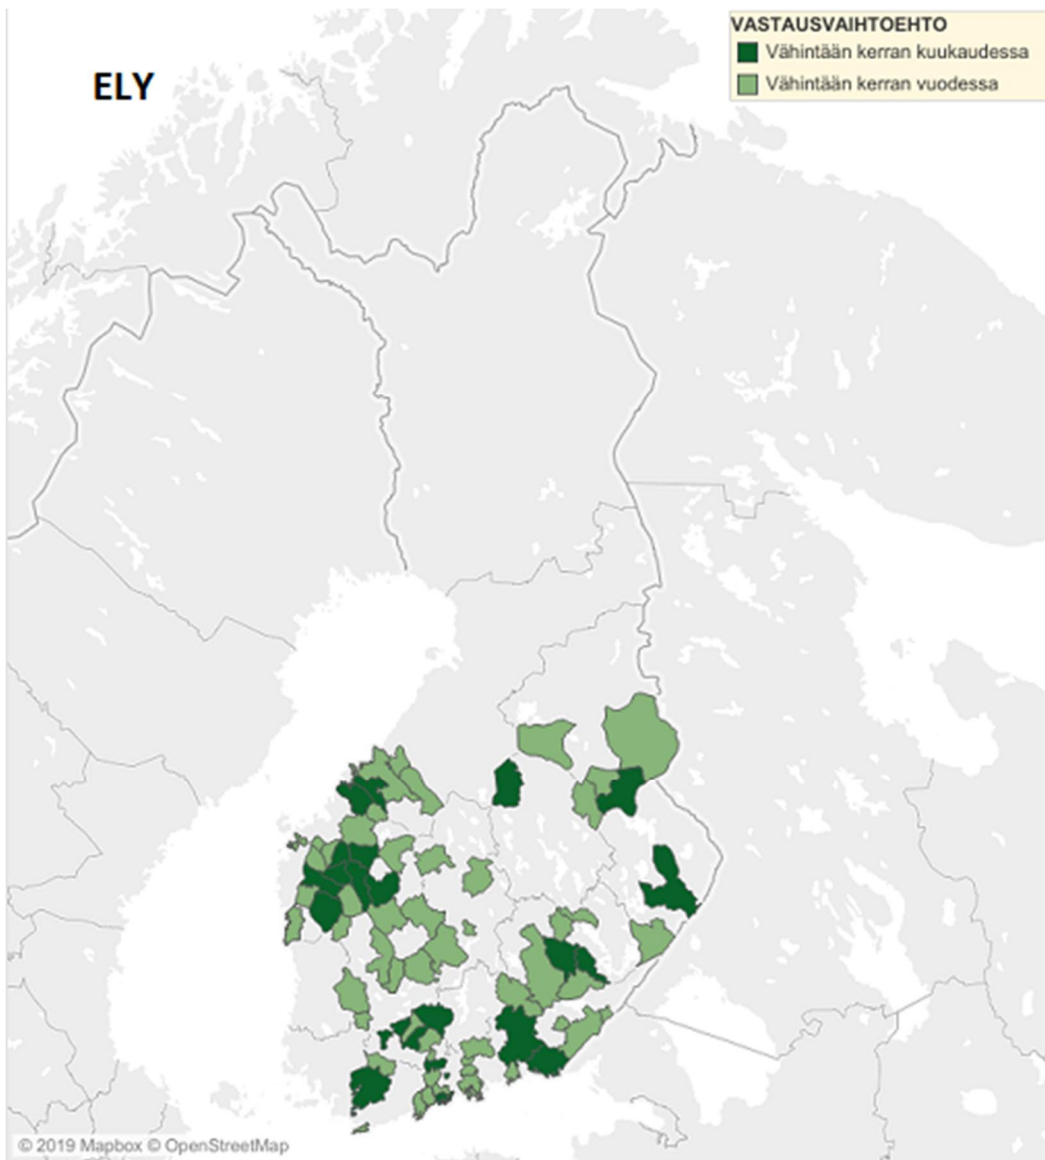 VASTAUSVAIHTOEHTO
Vähintään kerran kuukaudessa
Vähintään kerran vuodessa
ELY
© 2019 Mapbox © OpenStreetMap